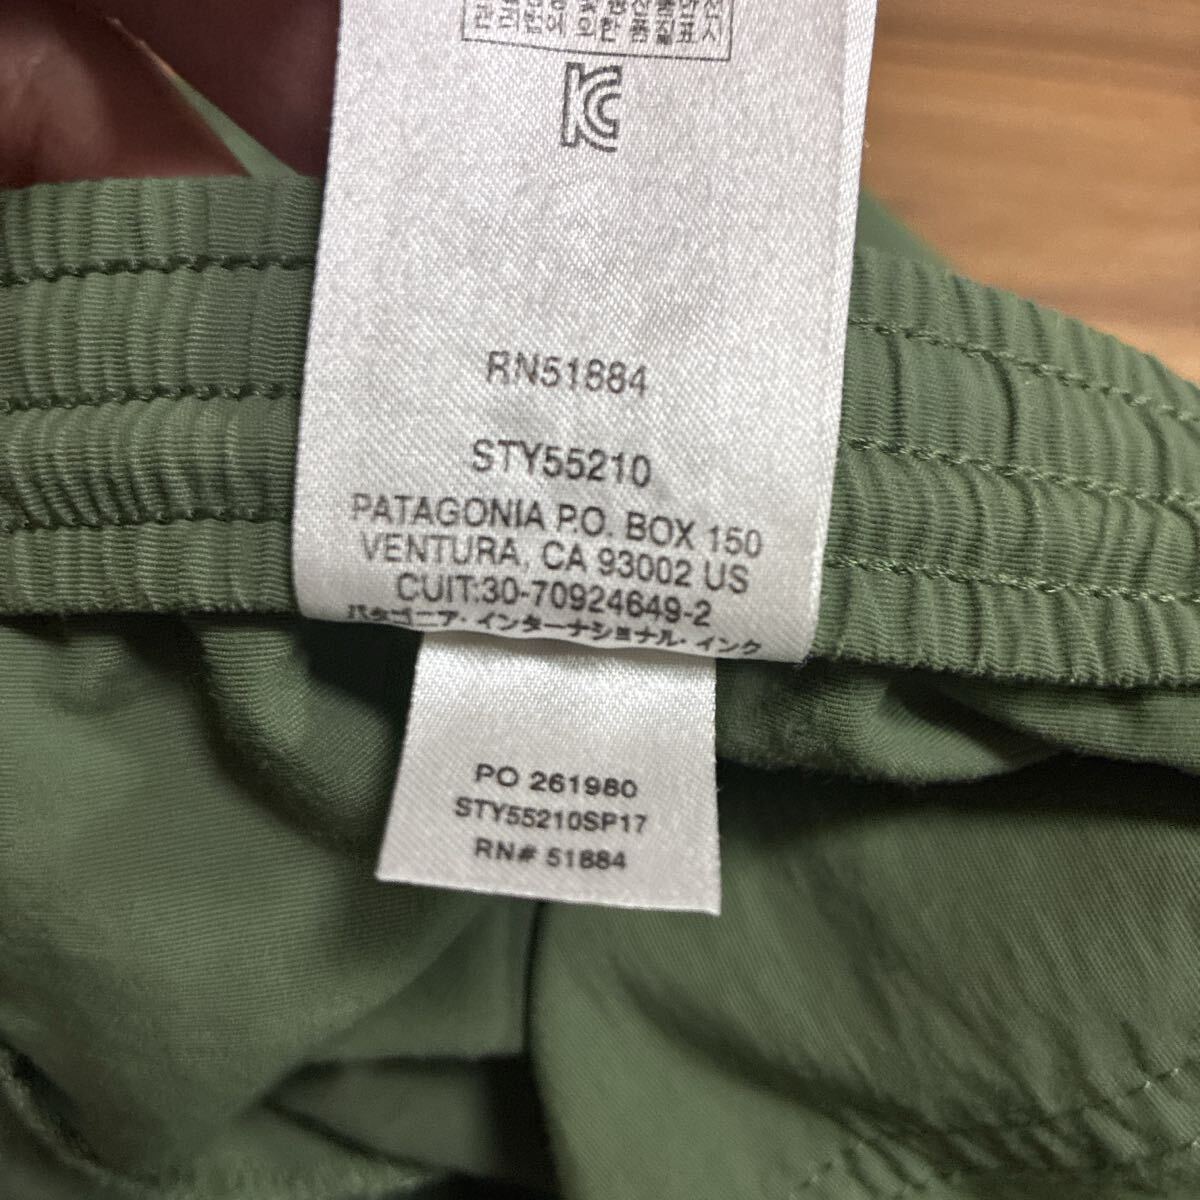 KC
RN51884
STY55210
PATAGONIA P.O. BOX 150
VENTURA, CA 93002 US
CUIT:30-70924649-2
パタゴニア・インターナショナル・インク
PO 261980
STY55210SP17
RN# 51884